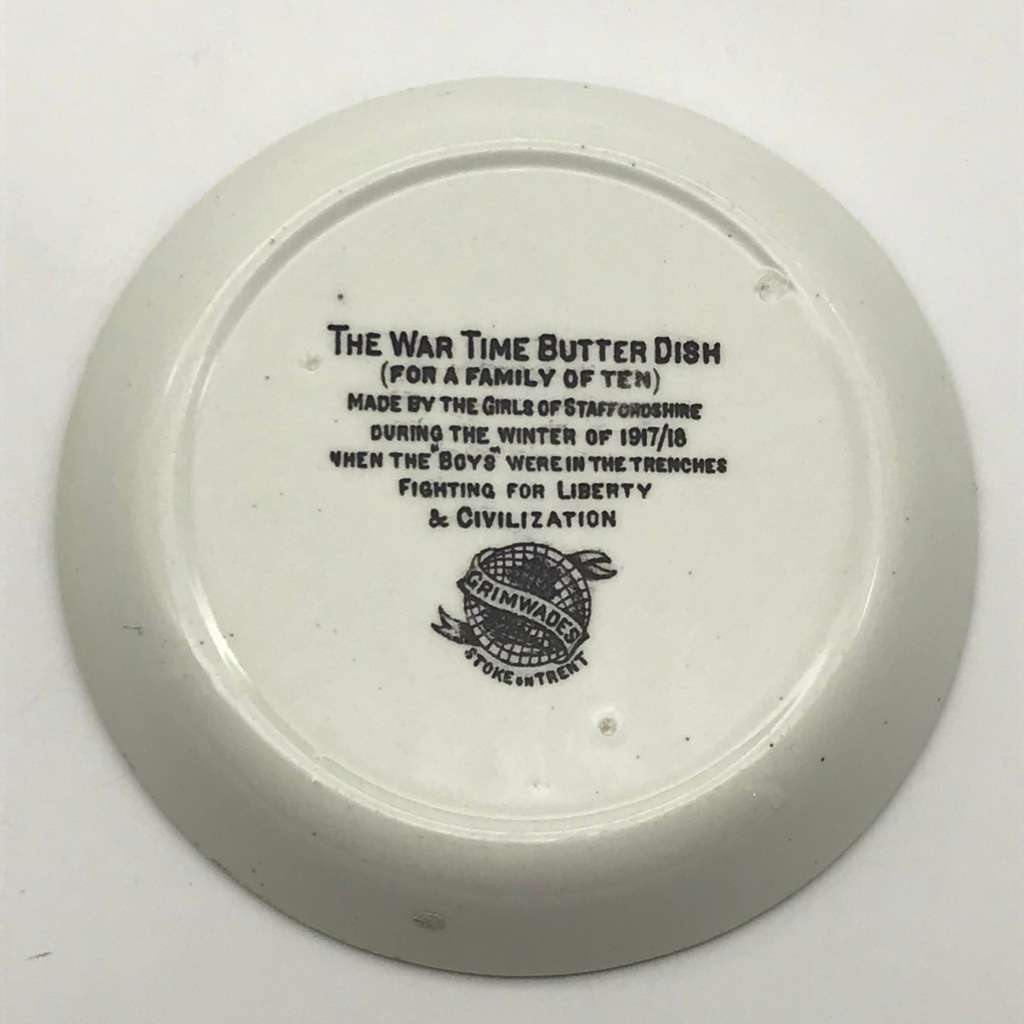 THE WAR TIME BUTTER DISH
(FOR A FAMILY OF TEN)
MADE BY THE GIRLS OF STAFFORDSHIRE
DURING THE WINTER OF 1917/18
WHEN THE "BOYS" WERE IN THE TRENCHES
FIGHTING FOR LIBERTY
& CIVILIZATION
GRIMWADES
STOKE ON TRENT